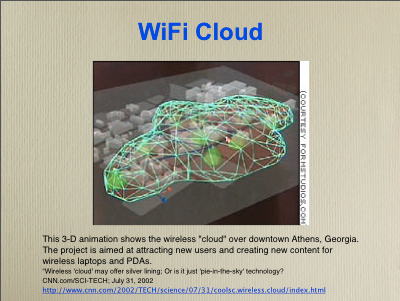 WiFi Cloud
(COURTESY FORMSTUDIOS.COM)
This 3-D animation shows the wireless "cloud" over downtown Athens, Georgia.
The project is aimed at attracting new users and creating new content for
wireless laptops and PDAs.
"Wireless 'cloud' may offer silver lining; Or is it just 'pie-in-the-sky' technology?
CNN.com/SCI-TECH; July 31, 2002
http://www.cnn.com/2002/TECH/science/07/31/coolsc.wireless.cloud/index.html